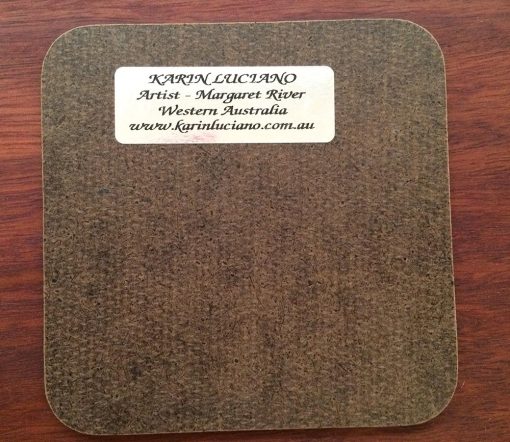 KARIN LUCIANO
Artist - Margaret River
Western Australia
www.karinluciano.com.au